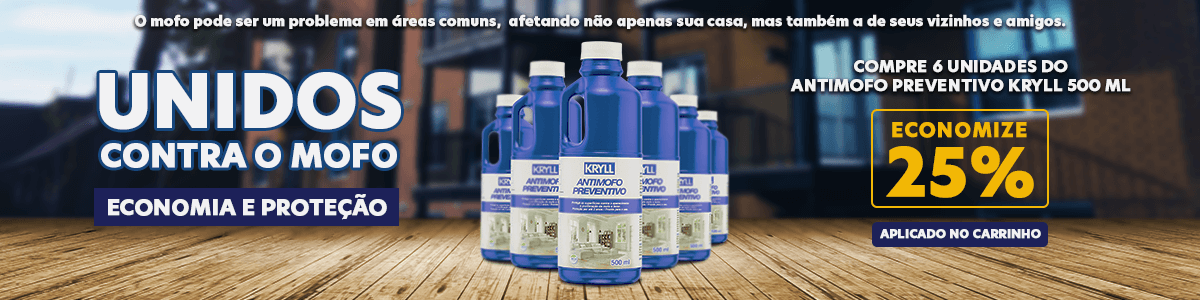 O mofo pode ser um problema em áreas comuns, afetando não apenas sua casa, mas também a de seus vizinhos e amigos.
UNIDOS
CONTRA O MOFO
ECONOMIA E PROTEÇÃO
KRYLL
ANTIMOFO
PREVENTIVO
500 ml
500 ml
COMPRE 6 UNIDADES DO
ANTIMOFO PREVENTIVO KRYLL 500 ML
ECONOMIZE
25%
APLICADO NO CARRINHO